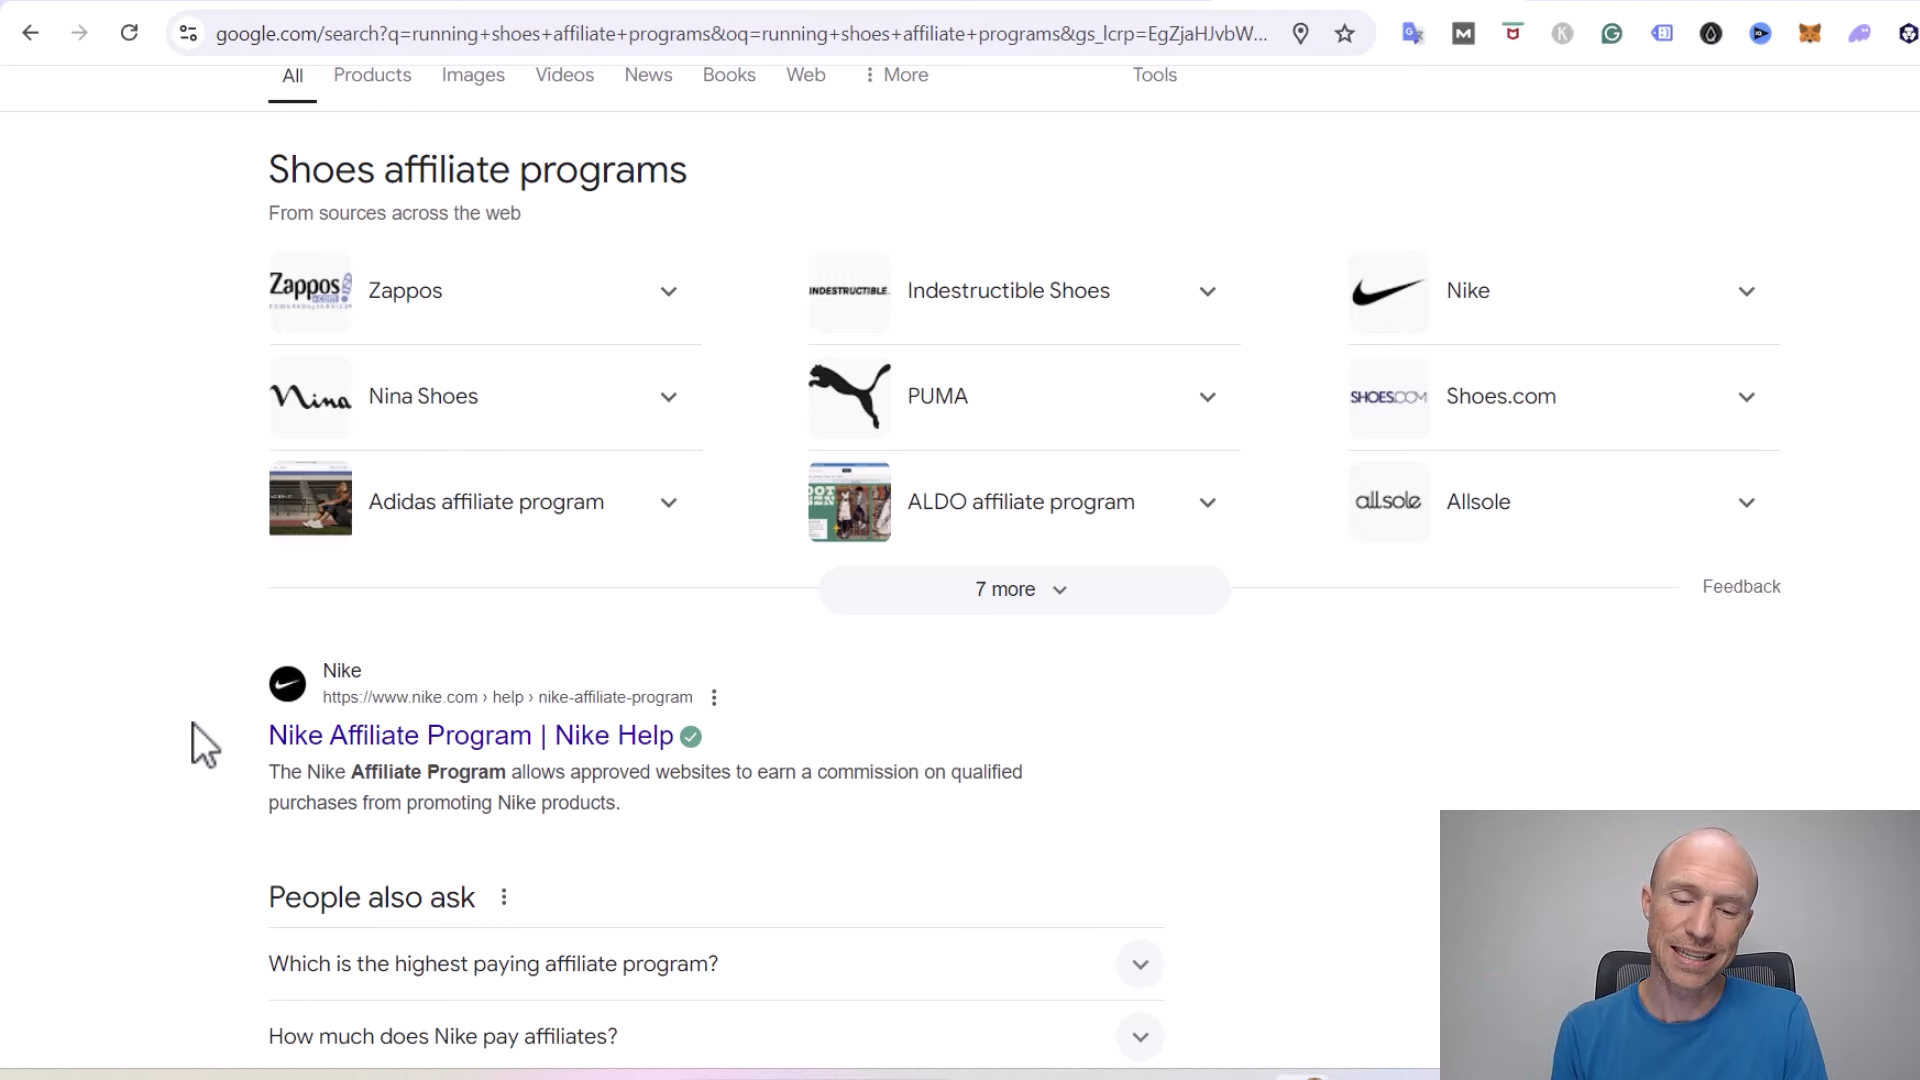 google.com/search?q=running+shoes+affiliate+programs&oq=running+shoes+affiliate+programs&gs_lcrp=EgZjaHJvbW...
All Products Images Videos News Books Web More Tools
Shoes affiliate programs
From sources across the web
Zappos .com Zappos
INDESTRUCTIBLE Indestructible Shoes
Nike
Nina Nina Shoes
PUMA
SHOES.COM Shoes.com
Adidas affiliate program
ALDO affiliate program
allsole Allsole
7 more
Feedback
Nike
https://www.nike.com › help › nike-affiliate-program
Nike Affiliate Program | Nike Help
The Nike Affiliate Program allows approved websites to earn a commission on qualified
purchases from promoting Nike products.
People also ask
Which is the highest paying affiliate program?
How much does Nike pay affiliates?